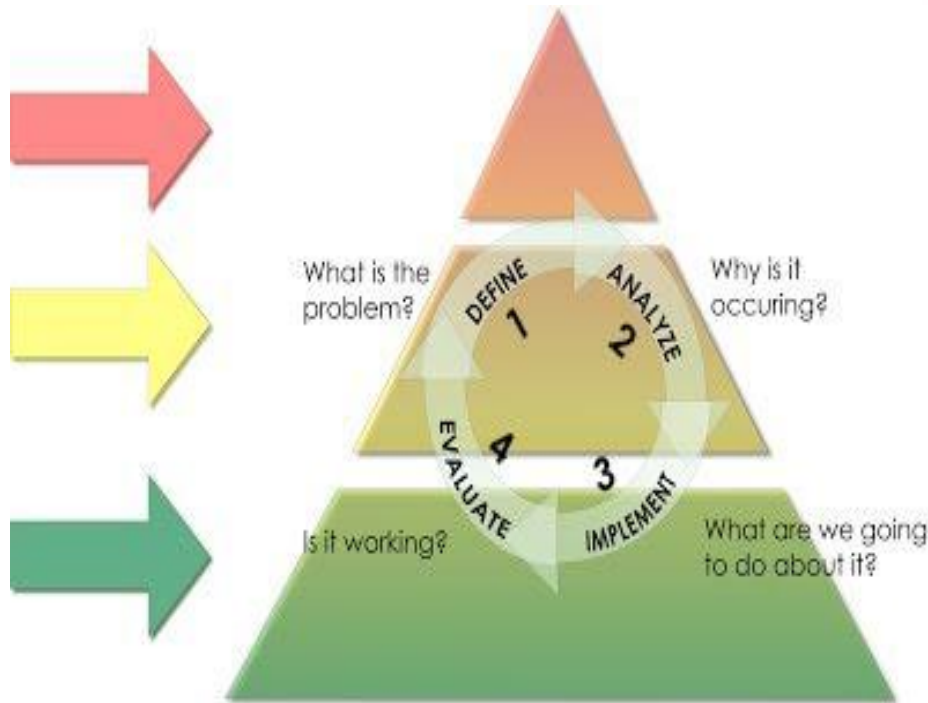 What is the
problem?
DEFINE
1
ANALYZE
2
Why is it
occuring?
EVALUATE
4
3
IMPLEMENT
Is it working?
What are we going
to do about it?